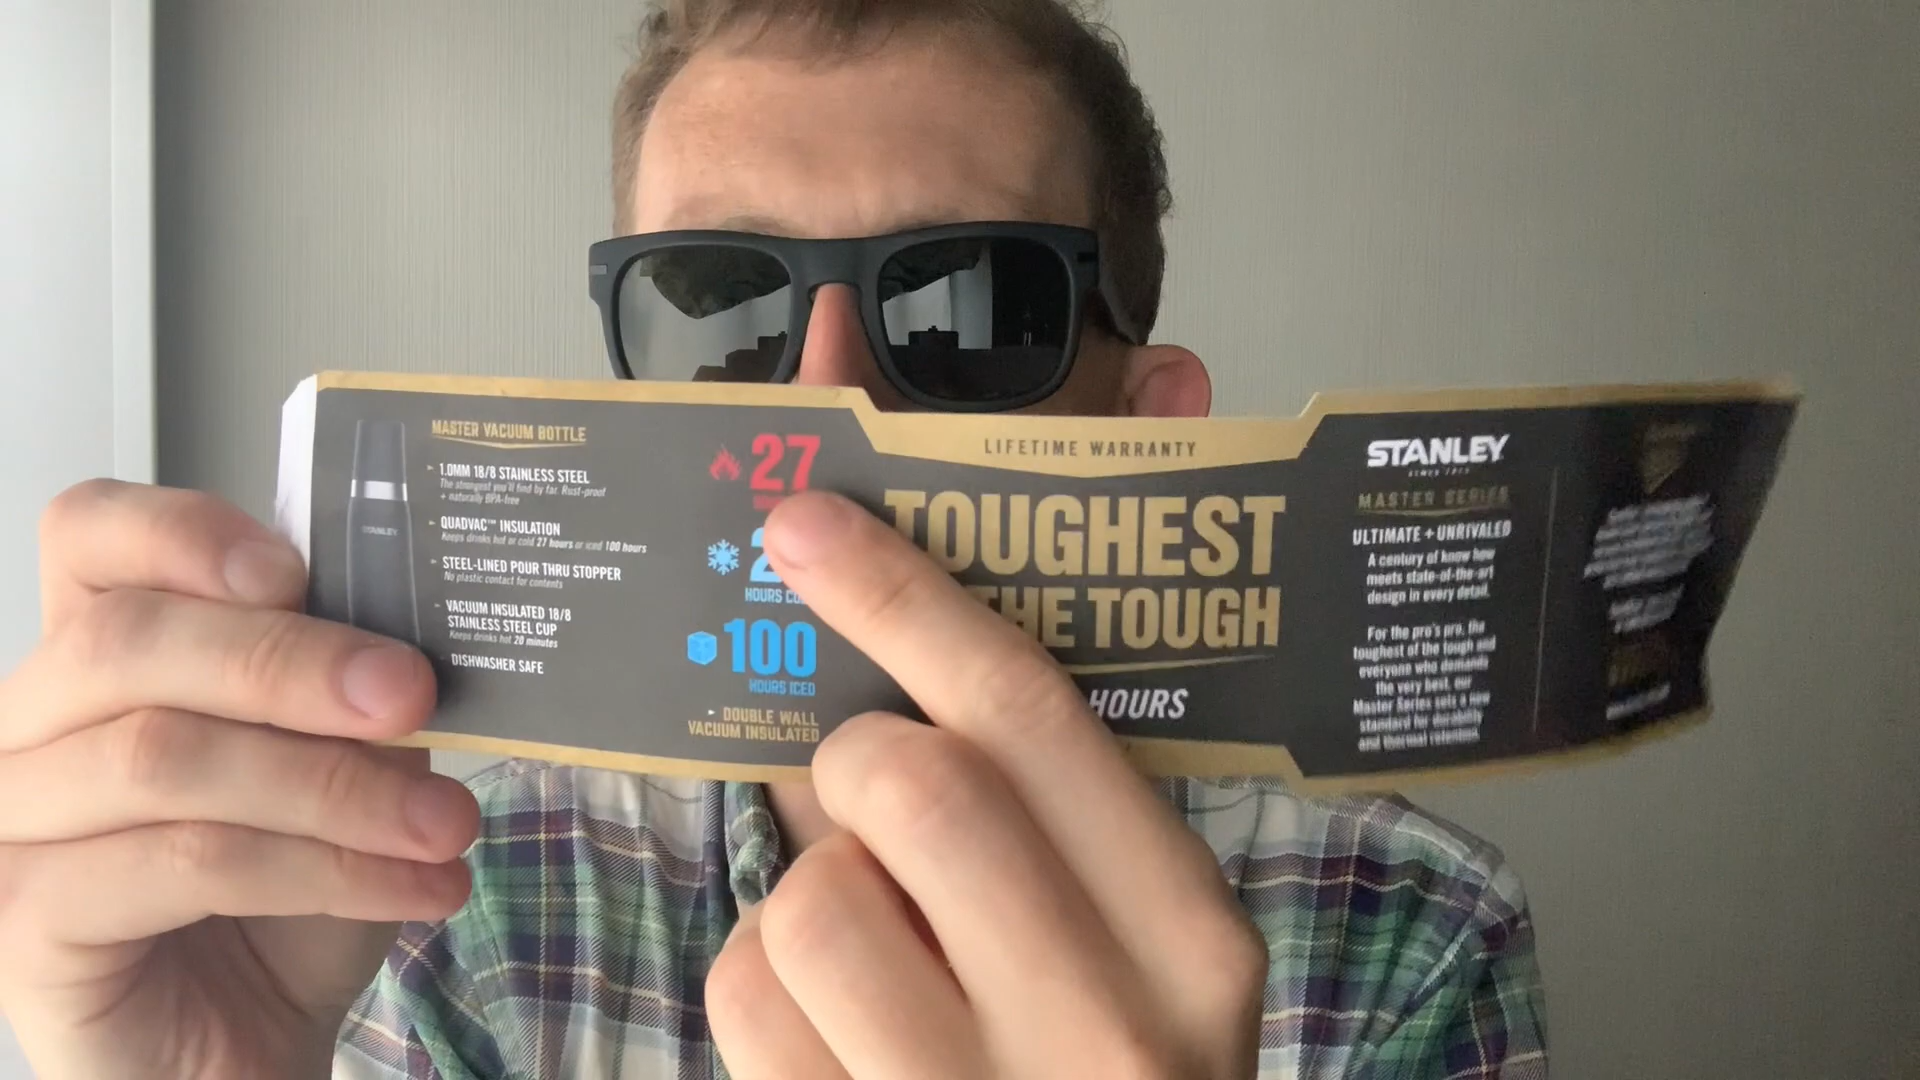 MASTER VACUUM BOTTLE
1.0MM 18/8 STAINLESS STEEL
The strongest you'll find by far. Rust-proof
+ naturally BPA-free
QUADVAC™ INSULATION
Keeps drinks hot or cold 27 hours or iced 100 hours
STEEL-LINED POUR THRU STOPPER
No plastic contact for contents
VACUUM INSULATED 18/8
STAINLESS STEEL CUP
Keeps drinks hot 20 minutes
DISHWASHER SAFE
STANLEY
27
2
HOURS
100
HOURS ICED
DOUBLE WALL
VACUUM INSULATED
LIFETIME WARRANTY
TOUGHEST
THE TOUGH
HOURS
STANLEY
SINCE 1913
MASTER SERIES
ULTIMATE + UNRIVALED
A century of know how
meets state-of-the-art
design in every detail.
For the pro's pro, the
toughest of the tough and
everyone who demands
the very best, our
Master Series sets a new
standard for durability
and thermal retention.